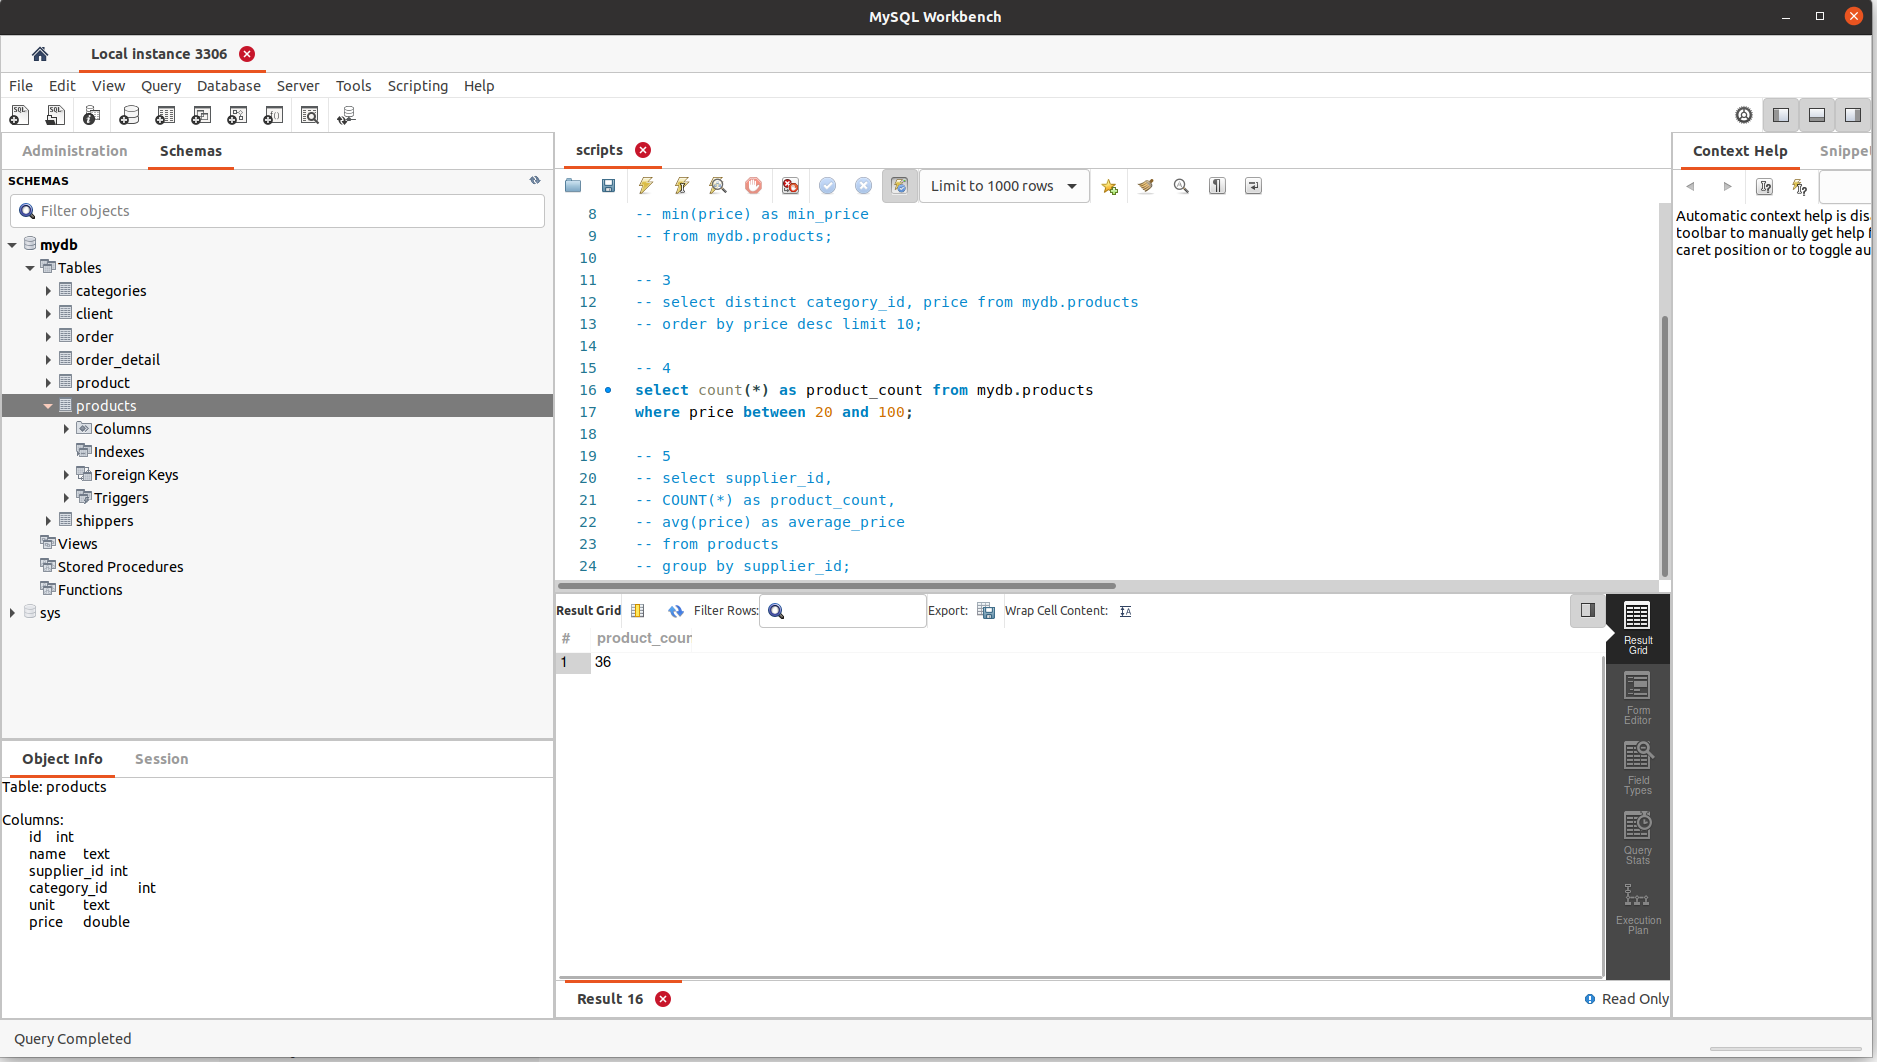 MySQL Workbench
Local instance 3306
File Edit View Query Database Server Tools Scripting Help
Administration Schemas
SCHEMAS
Filter objects
mydb
Tables
categories
client
order
order_detail
product
products
Columns
Indexes
Foreign Keys
Triggers
shippers
Views
Stored Procedures
Functions
sys
Object Info Session
Table: products
Columns:
id int
name text
supplier_id int
category_id int
unit text
price double
scripts
Limit to 1000 rows
8 -- min(price) as min_price
9 -- from mydb.products;
10
11 -- 3
12 -- select distinct category_id, price from mydb.products
13 -- order by price desc limit 10;
14
15 -- 4
16 select count(*) as product_count from mydb.products
17 where price between 20 and 100;
18
19 -- 5
20 -- select supplier_id,
21 -- COUNT(*) as product_count,
22 -- avg(price) as average_price
23 -- from products
24 -- group by supplier_id;
Result Grid Filter Rows: Export: Wrap Cell Content:
# product_coun
1 36
Result
Grid
Form
Editor
Field
Types
Query
Stats
Execution
Plan
Result 16
Read Only
Context Help Snippet
Automatic context help is dis
toolbar to manually get help f
caret position or to toggle au
Query Completed